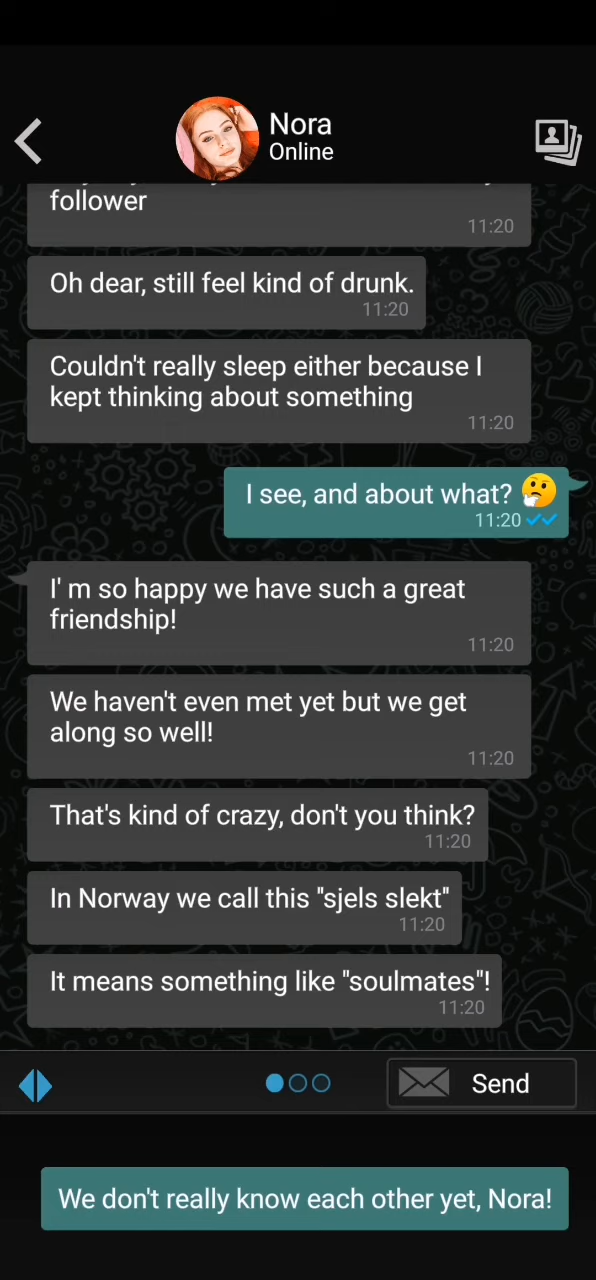 Nora
Online
follower
11:20
Oh dear, still feel kind of drunk.
11:20
Couldn't really sleep either because I
kept thinking about something
11:20
I see, and about what? 🤔
11:20
I' m so happy we have such a great
friendship!
11:20
We haven't even met yet but we get
along so well!
11:20
That's kind of crazy, don't you think?
11:20
In Norway we call this "sjels slekt"
11:20
It means something like "soulmates"!
11:20
Send
We don't really know each other yet, Nora!